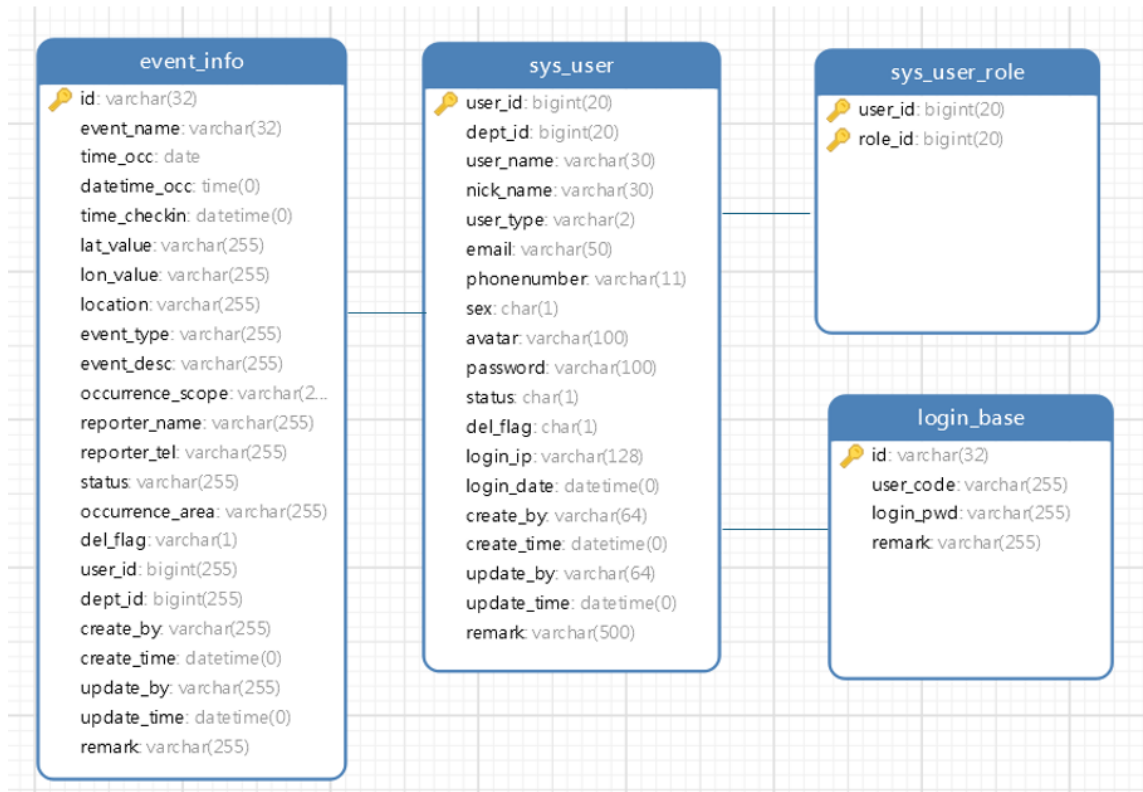 event_info
id: varchar(32)
event_name: varchar(32)
time_occ: date
datetime_occ: time(0)
time_checkin: datetime(0)
lat_value: varchar(255)
lon_value: varchar(255)
location: varchar(255)
event_type: varchar(255)
event_desc: varchar(255)
occurrence_scope: varchar(2...
reporter_name: varchar(255)
reporter_tel: varchar(255)
status: varchar(255)
occurrence_area: varchar(255)
del_flag: varchar(1)
user_id: bigint(255)
dept_id: bigint(255)
create_by: varchar(255)
create_time: datetime(0)
update_by: varchar(255)
update_time: datetime(0)
remark: varchar(255)
sys_user
user_id: bigint(20)
dept_id: bigint(20)
user_name: varchar(30)
nick_name: varchar(30)
user_type: varchar(2)
email: varchar(50)
phonenumber: varchar(11)
sex: char(1)
avatar: varchar(100)
password: varchar(100)
status: char(1)
del_flag: char(1)
login_ip: varchar(128)
login_date: datetime(0)
create_by: varchar(64)
create_time: datetime(0)
update_by: varchar(64)
update_time: datetime(0)
remark: varchar(500)
sys_user_role
user_id: bigint(20)
role_id: bigint(20)
login_base
id: varchar(32)
user_code: varchar(255)
login_pwd: varchar(255)
remark: varchar(255)